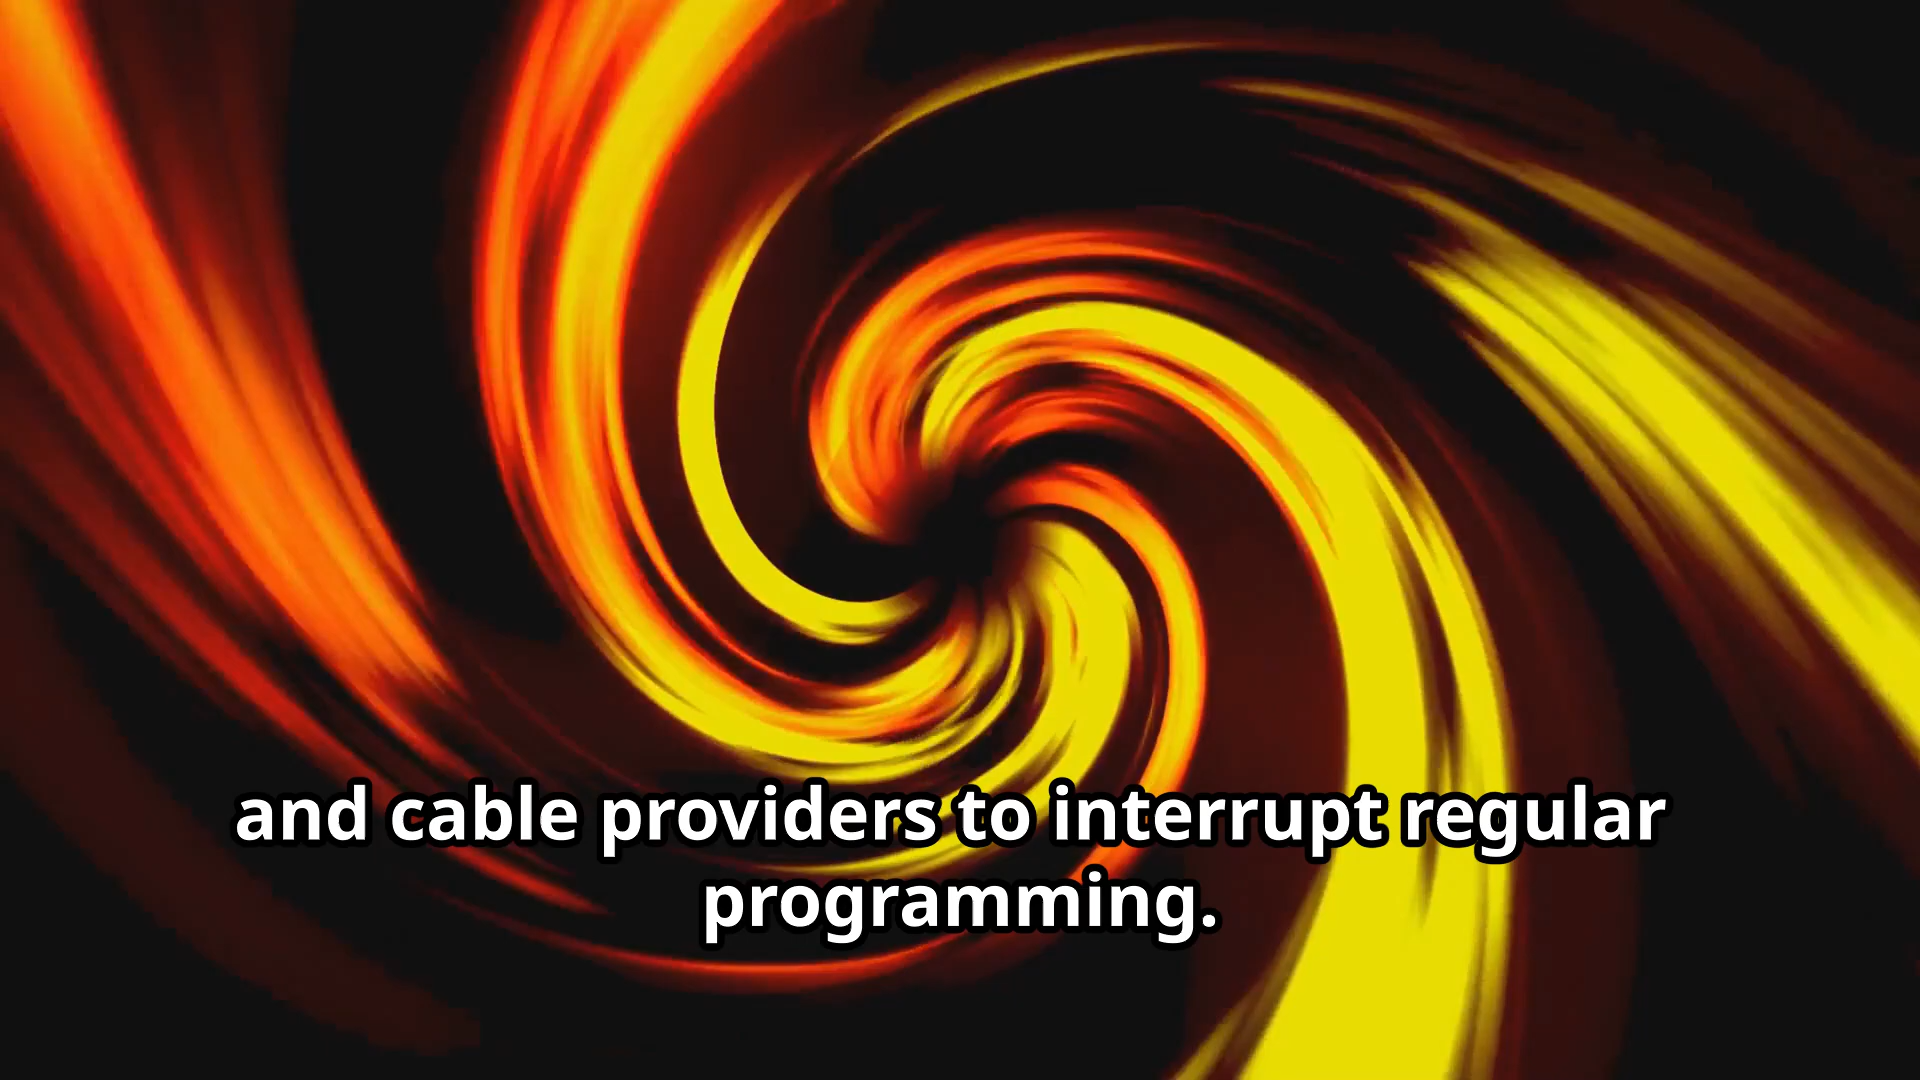 and cable providers to interrupt regular
programming.